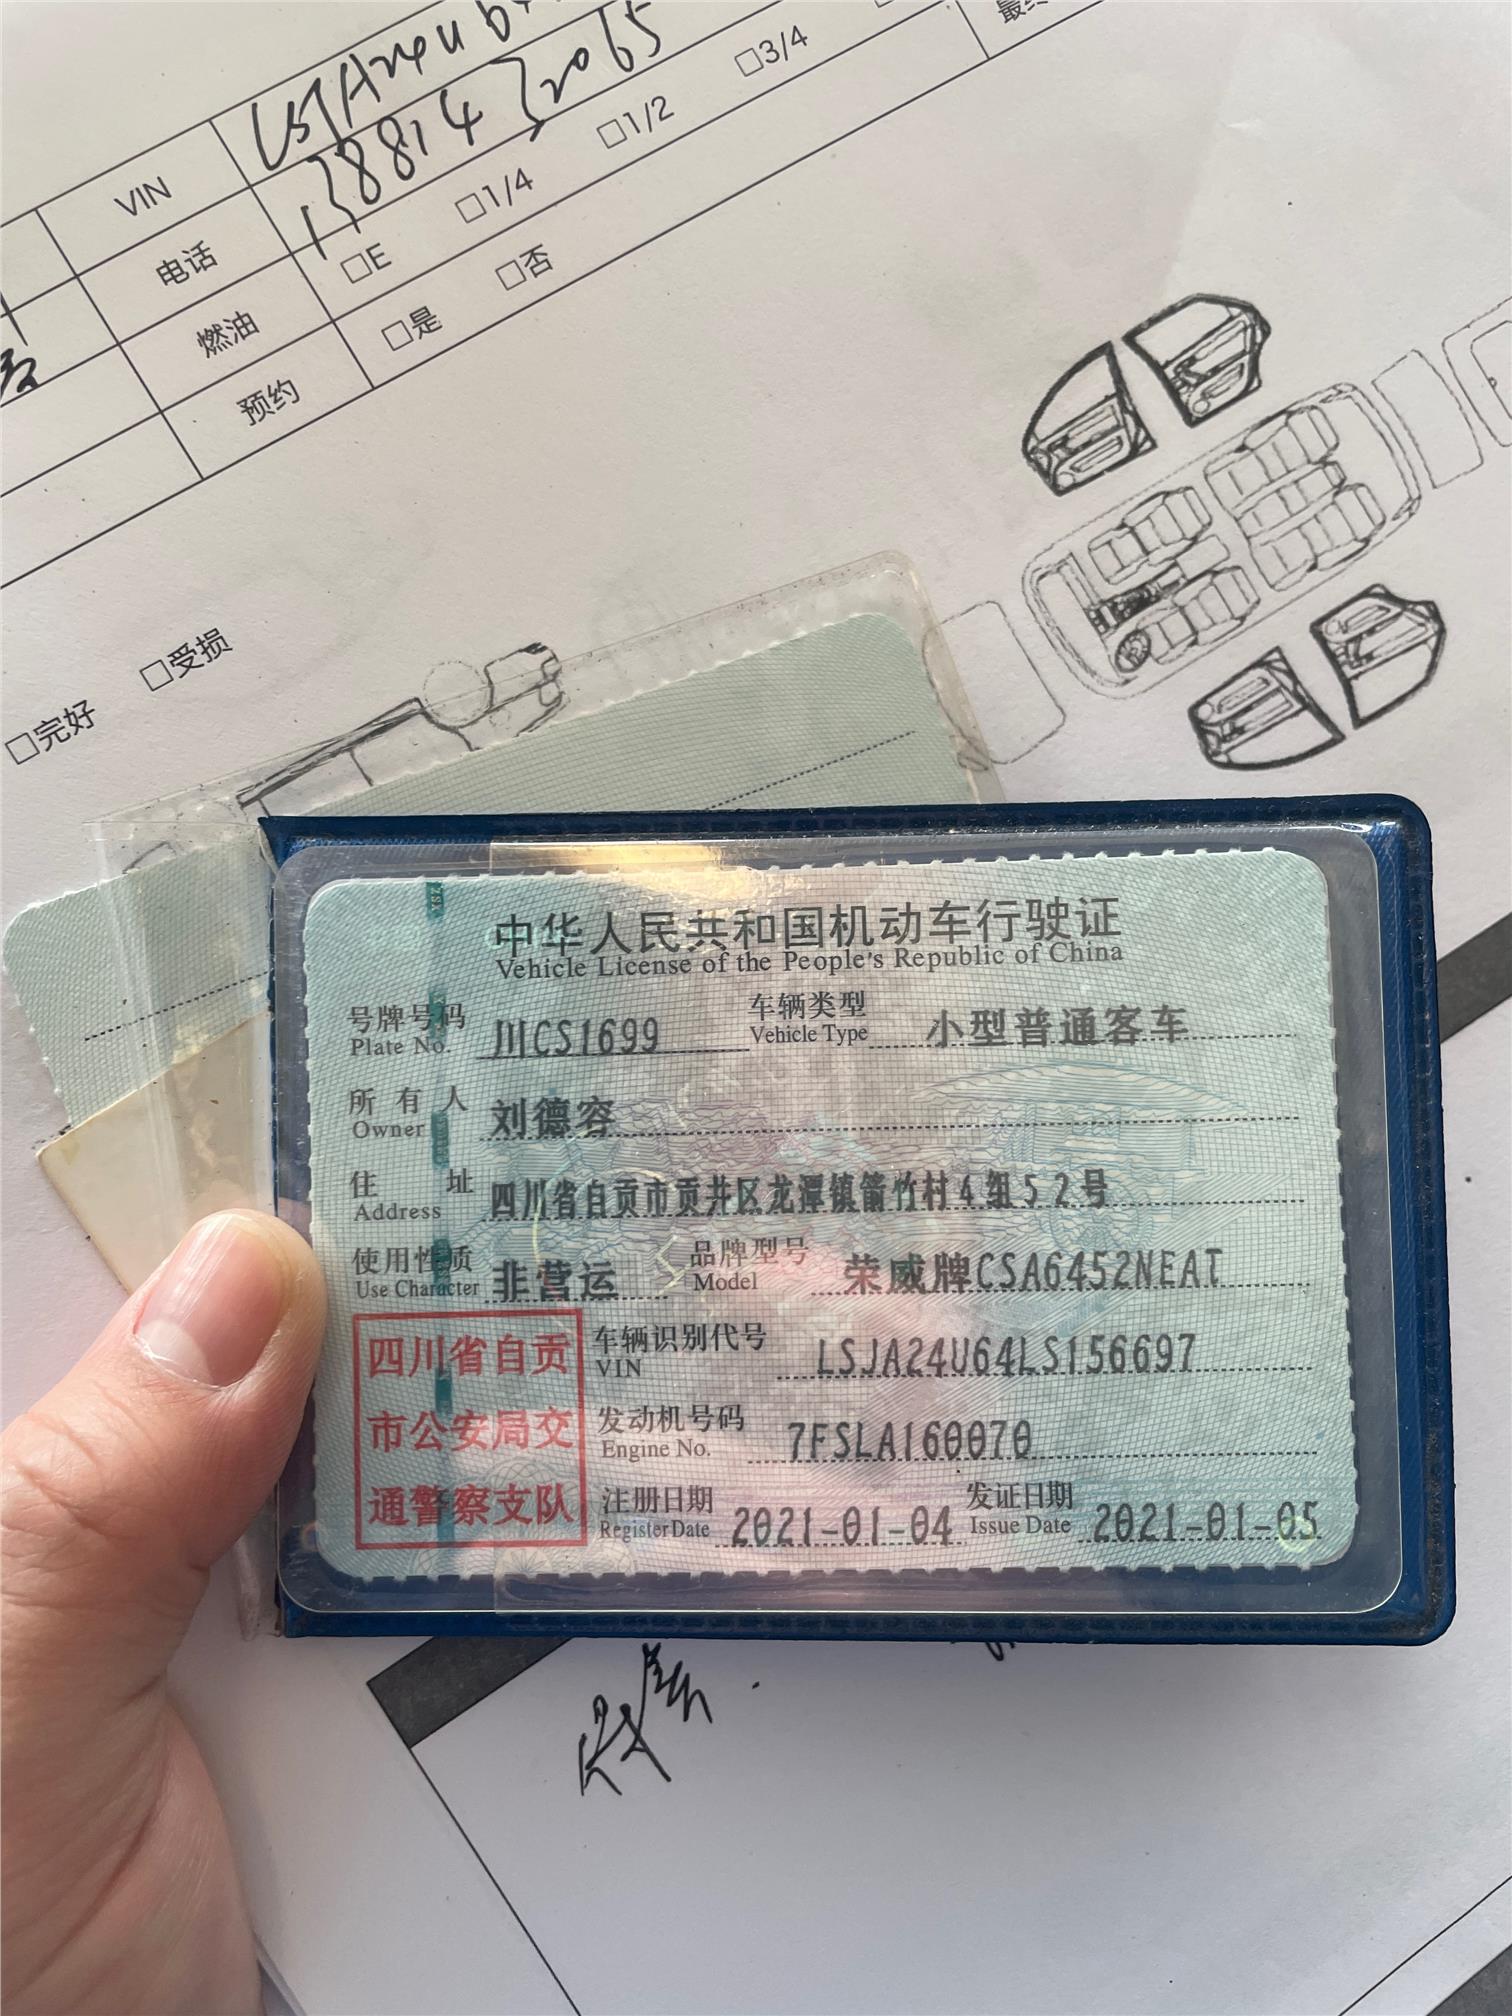 VIN
电话
13881432065
燃油
□E □1/4 □1/2 □3/4
预约
□是 □否
□完好 □受损
中华人民共和国机动车行驶证
Vehicle License of the People's Republic of China
号牌号码 川CS1699 车辆类型 小型普通客车
Plate No. Vehicle Type
所有人 刘德容
Owner
住址 四川省自贡市贡井区龙潭镇箭竹村4组52号
Address
使用性质 非营运 品牌型号 荣威牌CSA6452NEAT
Use Character Model
四川省自贡
市公安局交
通警察支队
车辆识别代号 LSJA24U64LS156697
VIN
发动机号码 7FSLA160070
Engine No.
注册日期 2021-01-04 发证日期 2021-01-05
Register Date Issue Date